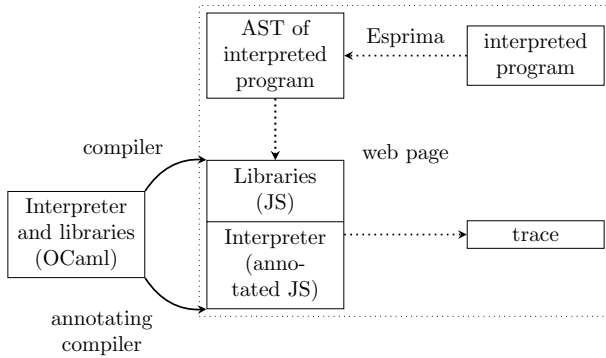 AST of
interpreted
program
Esprima
interpreted
program
compiler
web page
Interpreter
and libraries
(OCaml)
Libraries
(JS)
Interpreter
(anno-
tated JS)
trace
annotating
compiler